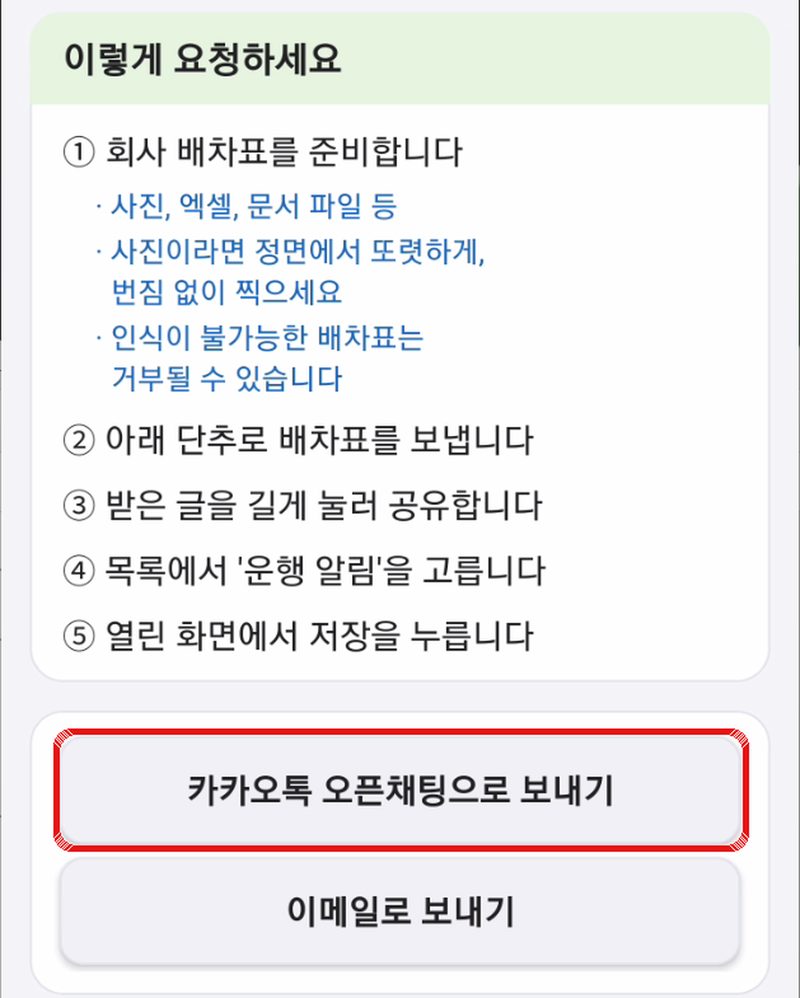 이렇게 요청하세요
① 회사 배차표를 준비합니다
· 사진, 엑셀, 문서 파일 등
· 사진이라면 정면에서 또렷하게,
번짐 없이 찍으세요
· 인식이 불가능한 배차표는
거부될 수 있습니다
② 아래 단추로 배차표를 보냅니다
③ 받은 글을 길게 눌러 공유합니다
④ 목록에서 '운행 알림'을 고릅니다
⑤ 열린 화면에서 저장을 누릅니다
카카오톡 오픈채팅으로 보내기
이메일로 보내기